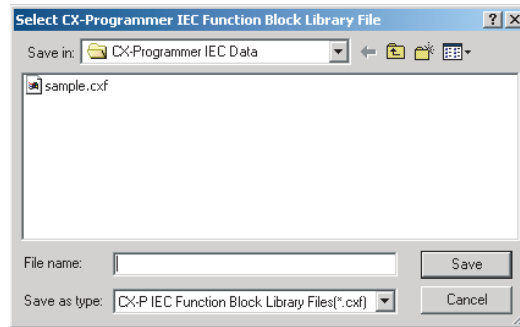 Select CX-Programmer IEC Function Block Library File
Save in: CX-Programmer IEC Data
sample.cxf
File name:
Save
Save as type: CX-P IEC Function Block Library Files(*.cxf)
Cancel